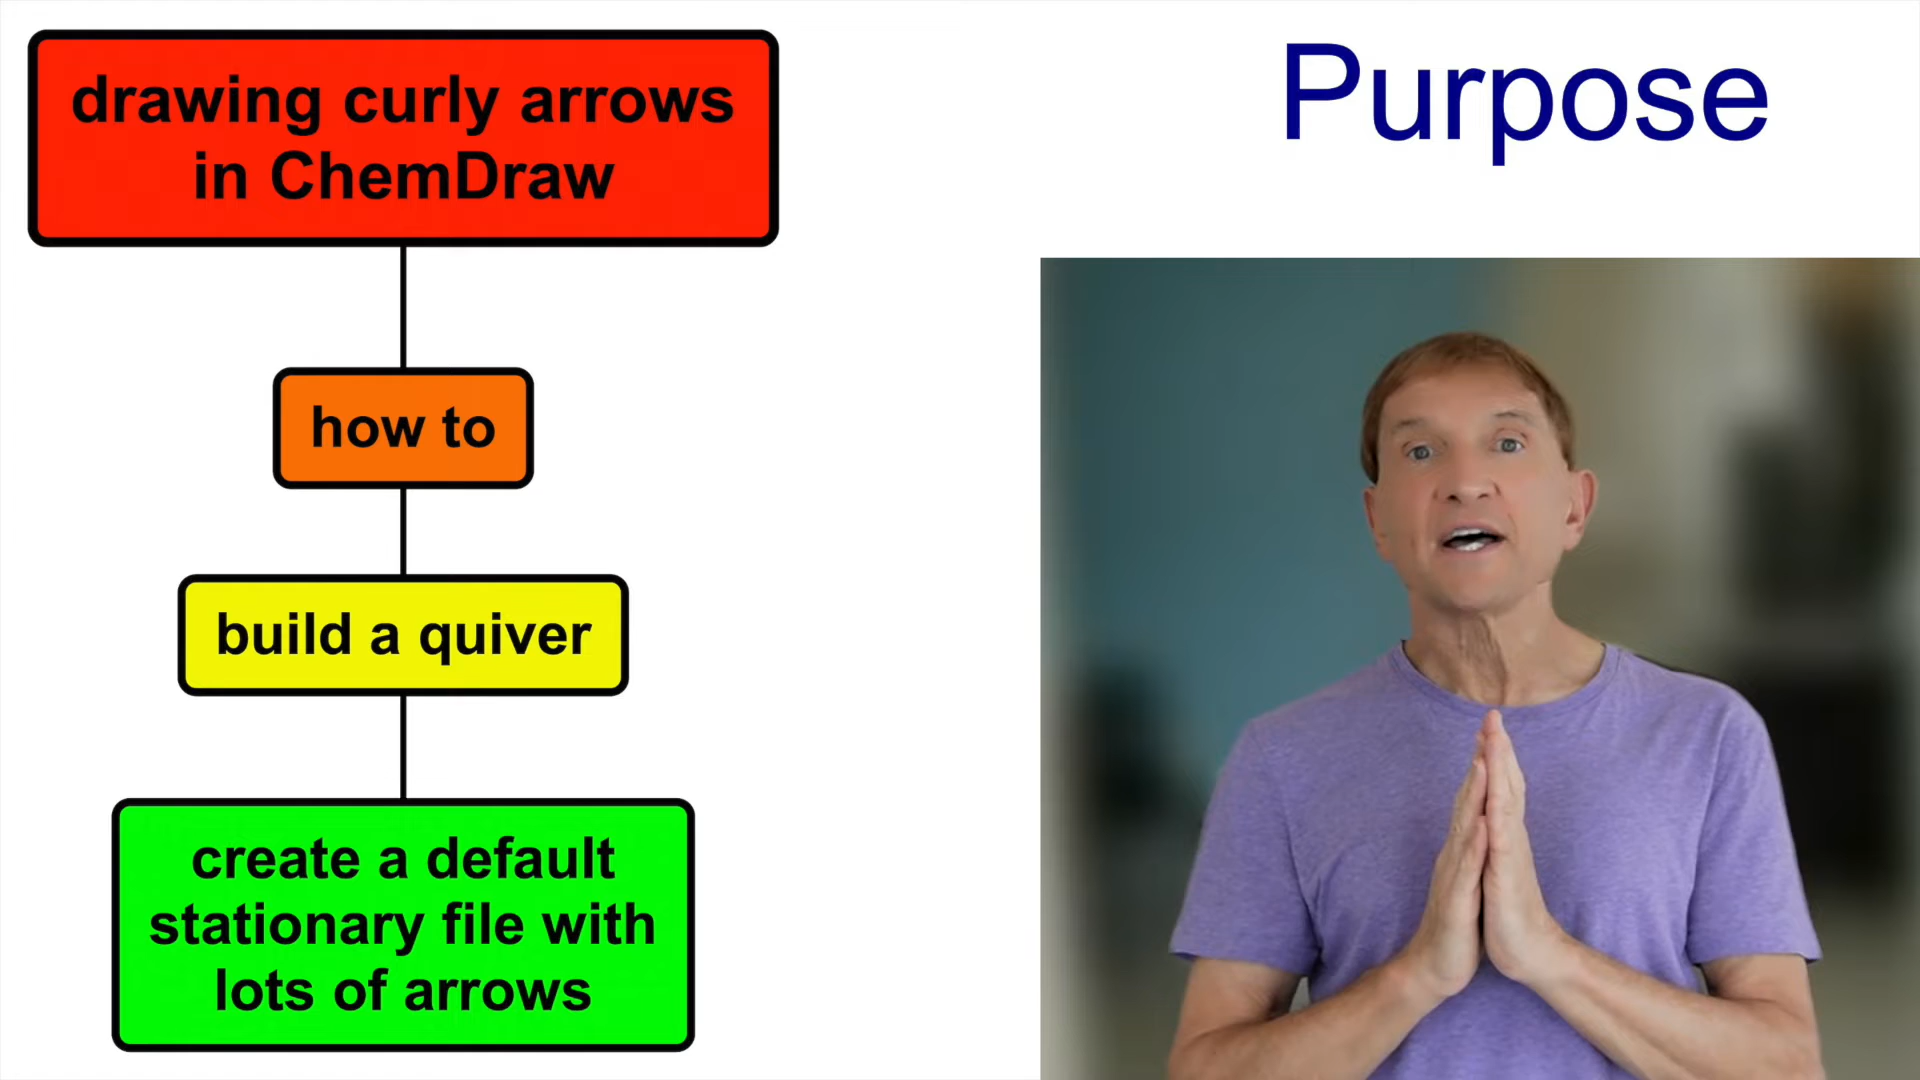 drawing curly arrows
in ChemDraw
how to
build a quiver
create a default
stationary file with
lots of arrows
Purpose